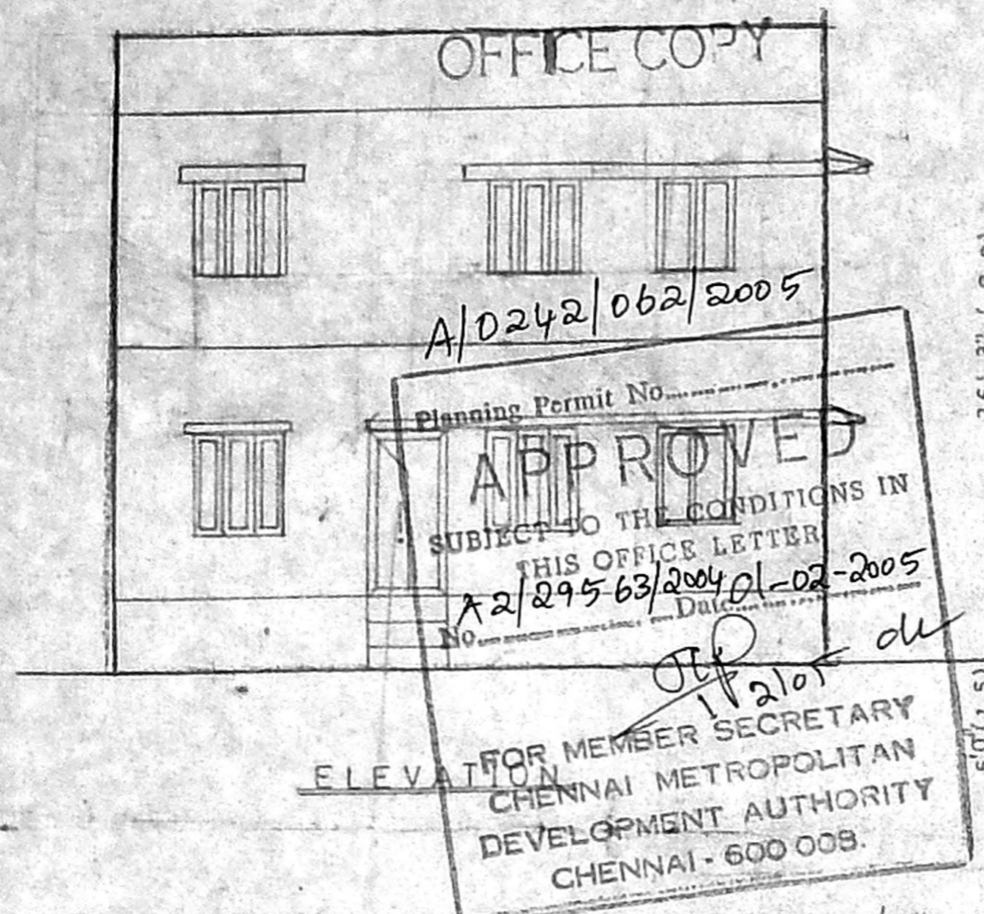 OFFICE COPY
A/0242/062/2005
Planning Permit No.
APPROVED
SUBJECT TO THE CONDITIONS IN
THIS OFFICE LETTER
A2/29563/2004 01-02-2005
No. Date
1/2/05
FOR MEMBER SECRETARY
CHENNAI METROPOLITAN
DEVELOPMENT AUTHORITY
CHENNAI - 600 008.
ELEVATION